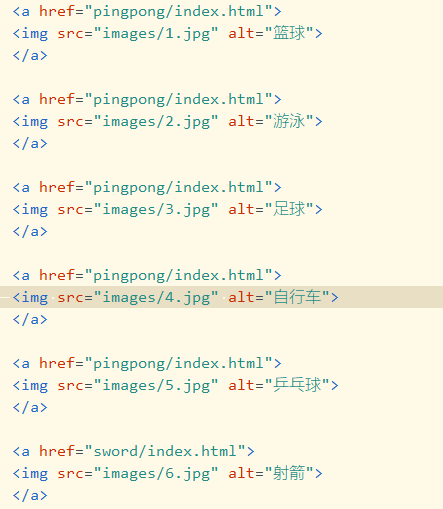 <a href="pingpong/index.html">
<img src="images/1.jpg" alt="篮球">
</a>
<a href="pingpong/index.html">
<img src="images/2.jpg" alt="游泳">
</a>
<a href="pingpong/index.html">
<img src="images/3.jpg" alt="足球">
</a>
<a href="pingpong/index.html">
<img src="images/4.jpg" alt="自行车">
</a>
<a href="pingpong/index.html">
<img src="images/5.jpg" alt="乒乓球">
</a>
<a href="sword/index.html">
<img src="images/6.jpg" alt="射箭">
</a>